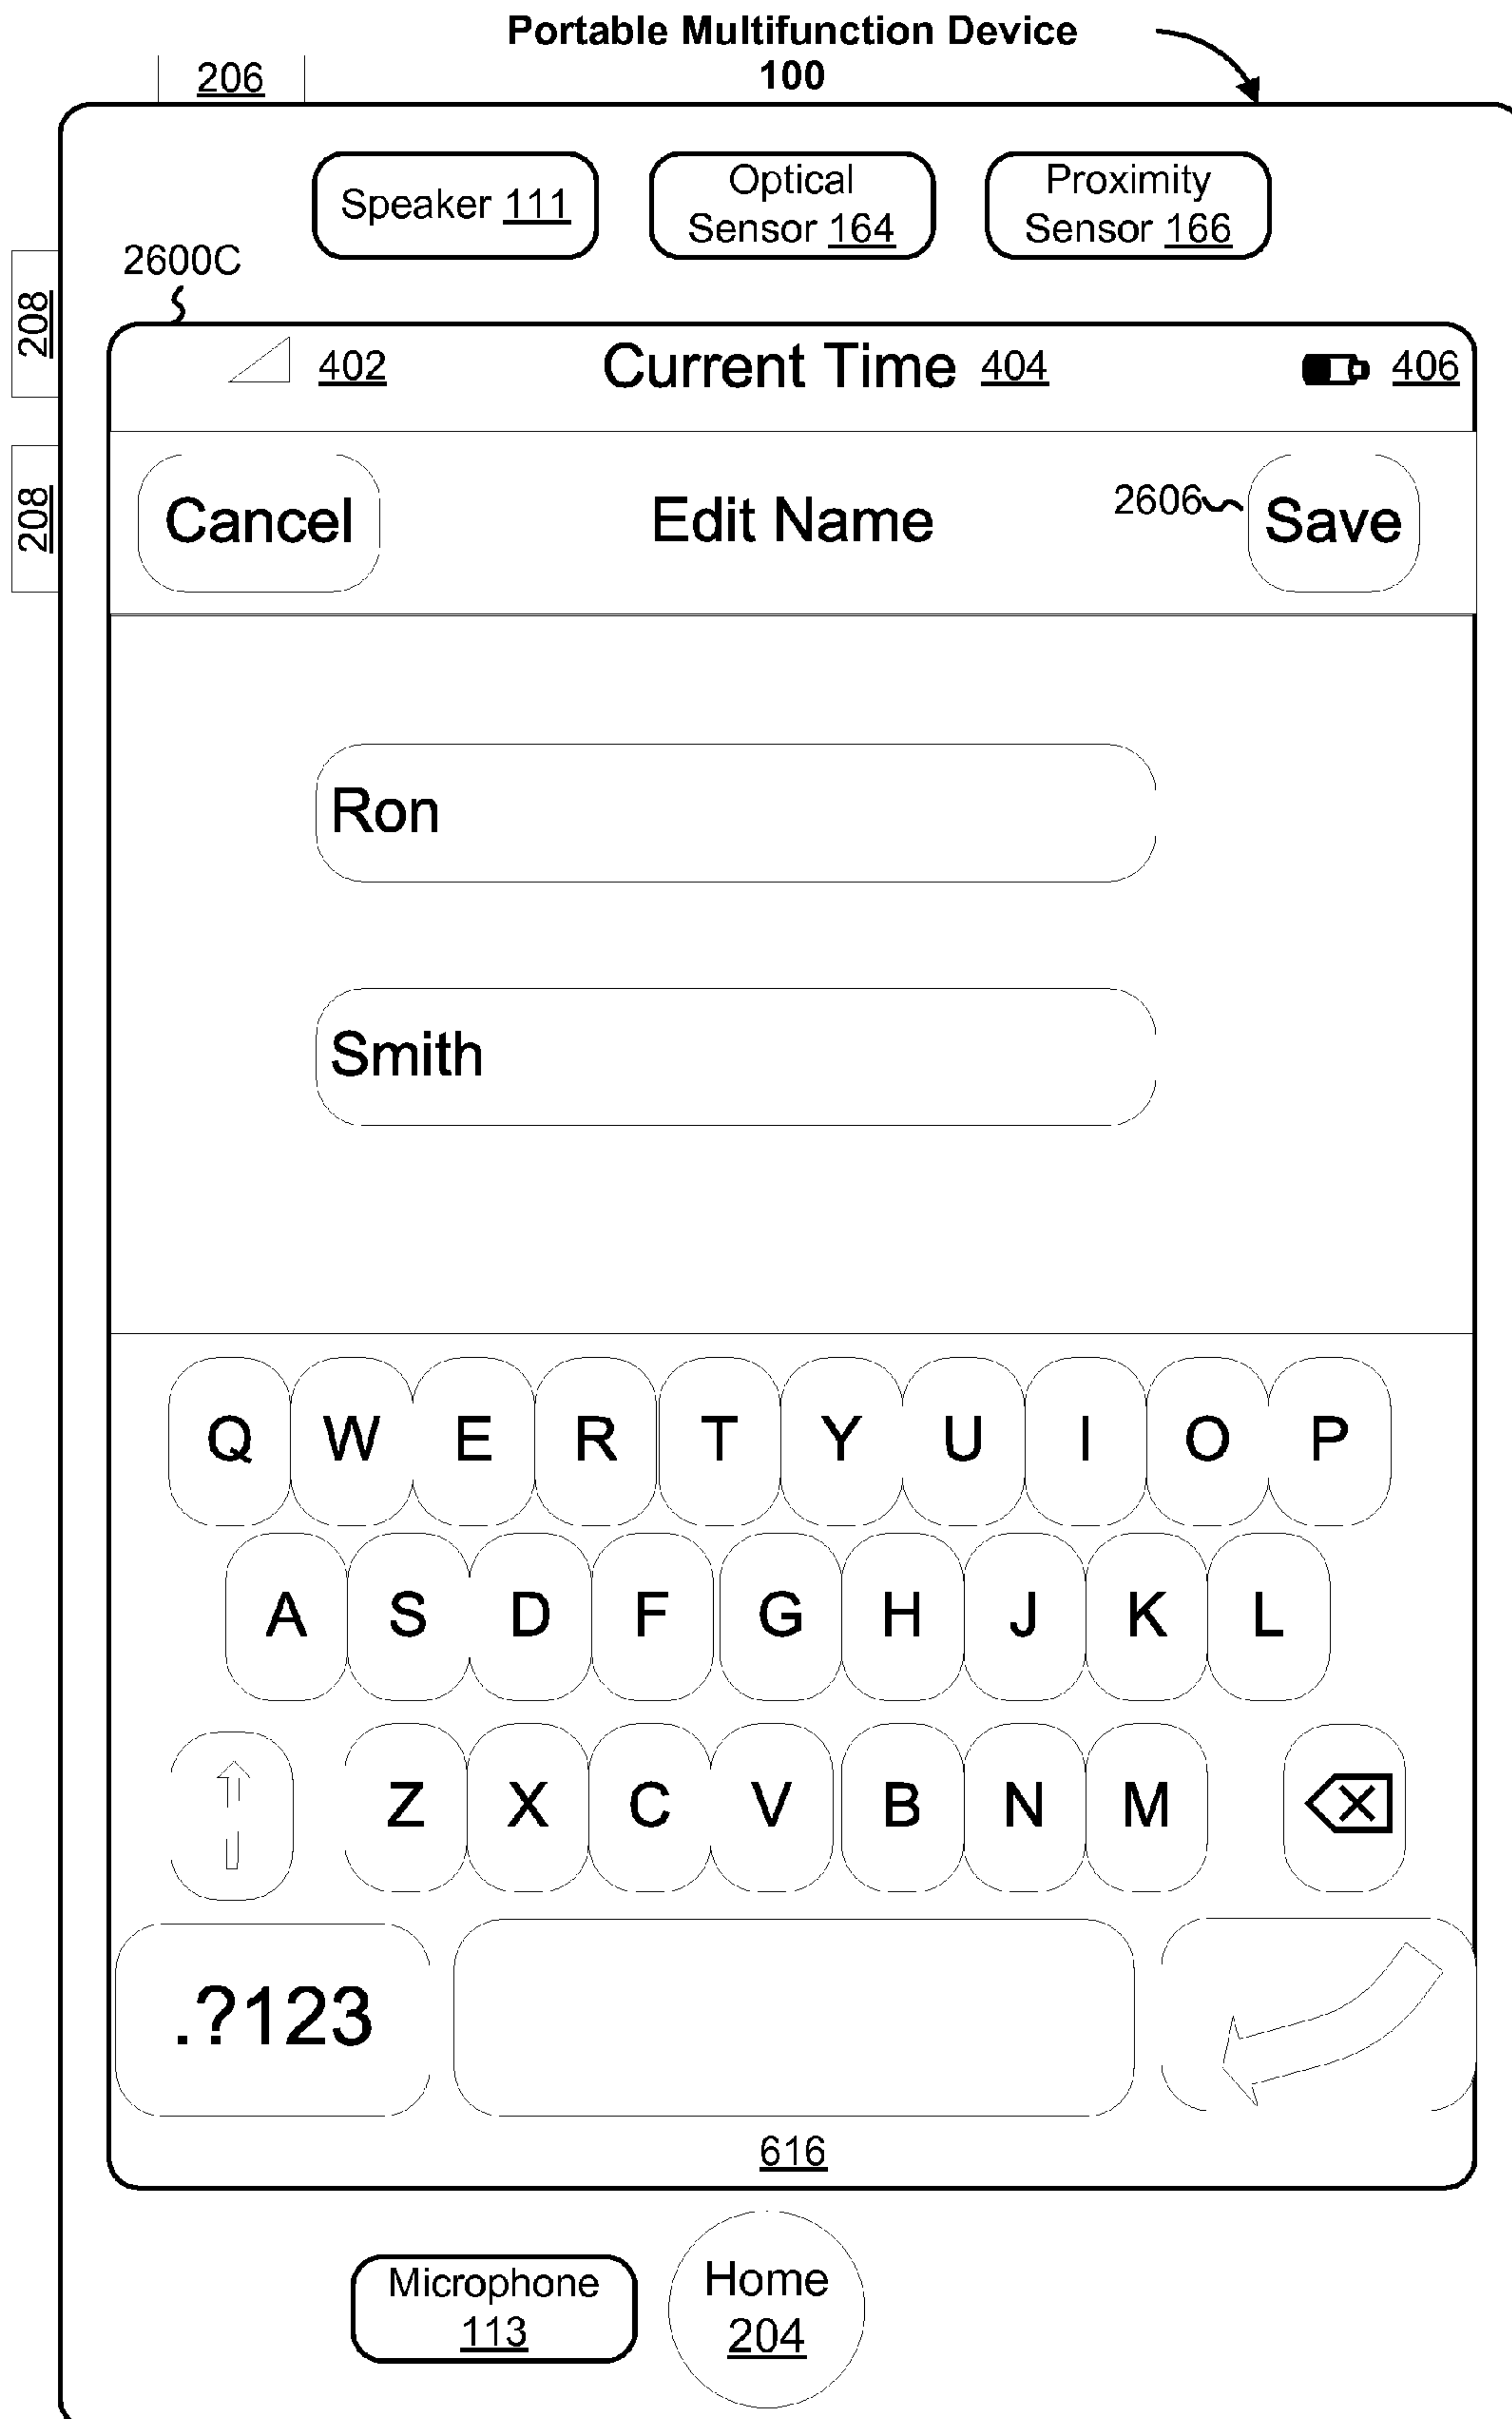 Portable Multifunction Device
100
206
Speaker 111
Optical
Sensor 164
Proximity
Sensor 166
2600C
208
402
Current Time 404
406
208
Cancel
Edit Name
2606
Save
Ron
Smith
Q W E R T Y U I O P
A S D F G H J K L
Z X C V B N M
.?123
616
Microphone
113
Home
204